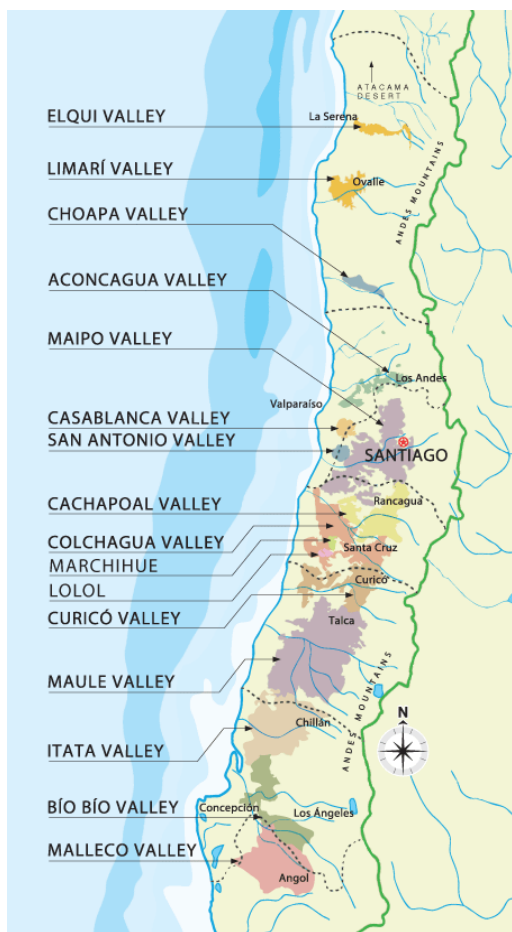 ATACAMA
DESERT
ELQUI VALLEY
La Serena
LIMARÍ VALLEY
Ovalle
CHOAPA VALLEY
ANDES MOUNTAINS
ACONCAGUA VALLEY
MAIPO VALLEY
Los Andes
Valparaíso
CASABLANCA VALLEY
SAN ANTONIO VALLEY
SANTIAGO
CACHAPOAL VALLEY
Rancagua
COLCHAGUA VALLEY
Santa Cruz
MARCHIHUE
LOLOL
Curicó
CURICÓ VALLEY
Talca
MAULE VALLEY
ANDES MOUNTAINS
N
Chillán
ITATA VALLEY
BÍO BÍO VALLEY
Concepción
Los Ángeles
MALLECO VALLEY
Angol